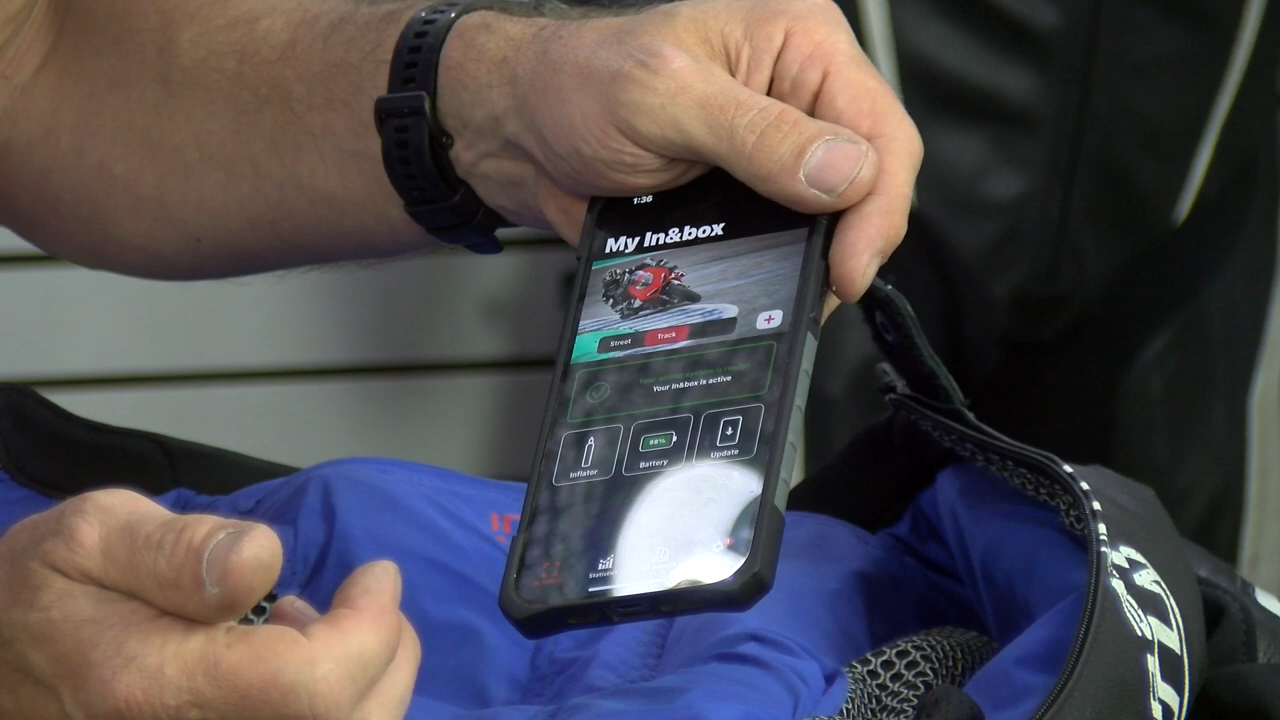 1:36
My In&box
Street
Track
Your In&box is active
98%
Inflator
Battery
Update
Statistics